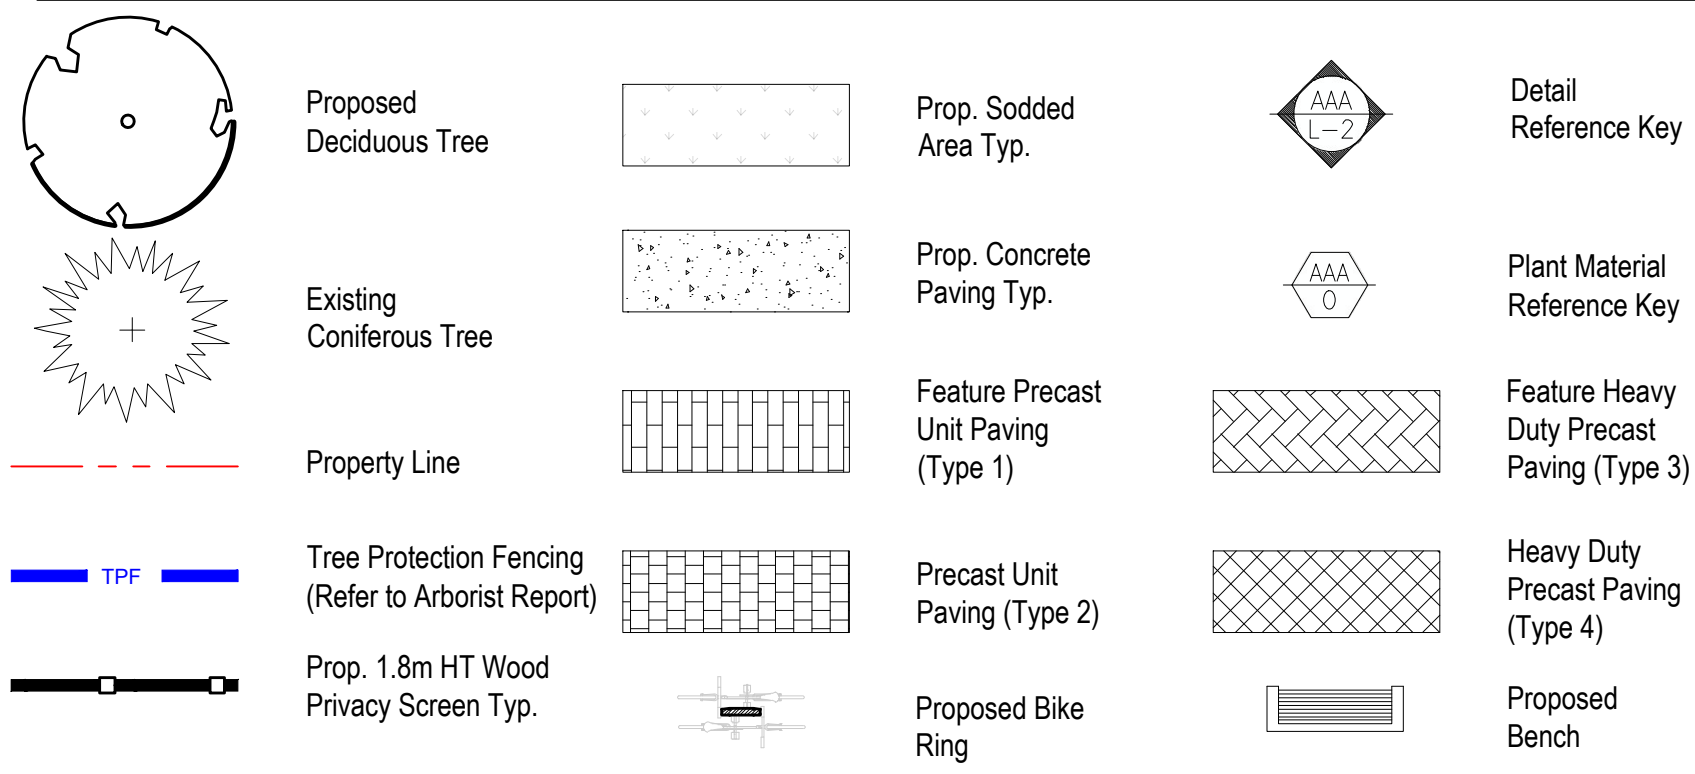 Proposed
Deciduous Tree
Existing
Coniferous Tree
Property Line
TPF
Tree Protection Fencing
(Refer to Arborist Report)
Prop. 1.8m HT Wood
Privacy Screen Typ.
Prop. Sodded
Area Typ.
Prop. Concrete
Paving Typ.
Feature Precast
Unit Paving
(Type 1)
Precast Unit
Paving (Type 2)
Proposed Bike
Ring
AAA
L-2
Detail
Reference Key
AAA
0
Plant Material
Reference Key
Feature Heavy
Duty Precast
Paving (Type 3)
Heavy Duty
Precast Paving
(Type 4)
Proposed
Bench